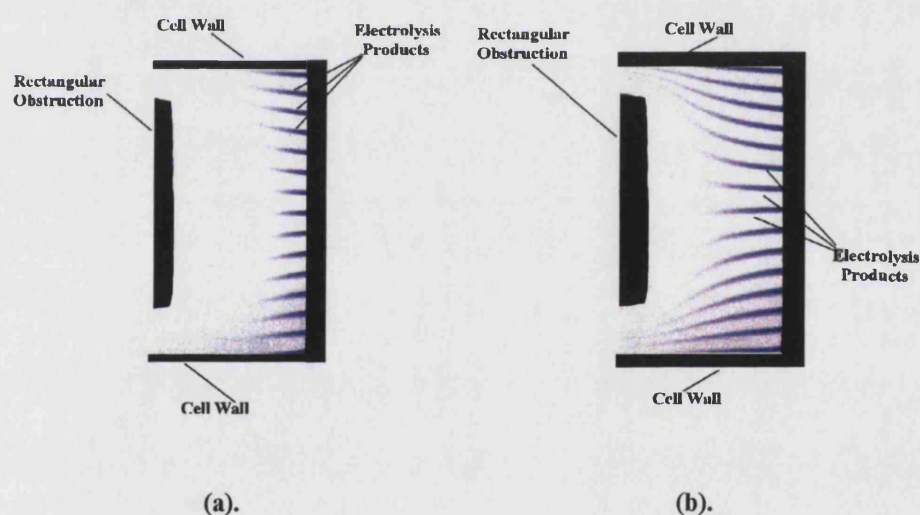 Cell Wall
Electrolysis
Products
Rectangular
Obstruction
Cell Wall
(a).
Cell Wall
Rectangular
Obstruction
Electrolysis
Products
Cell Wall
(b).